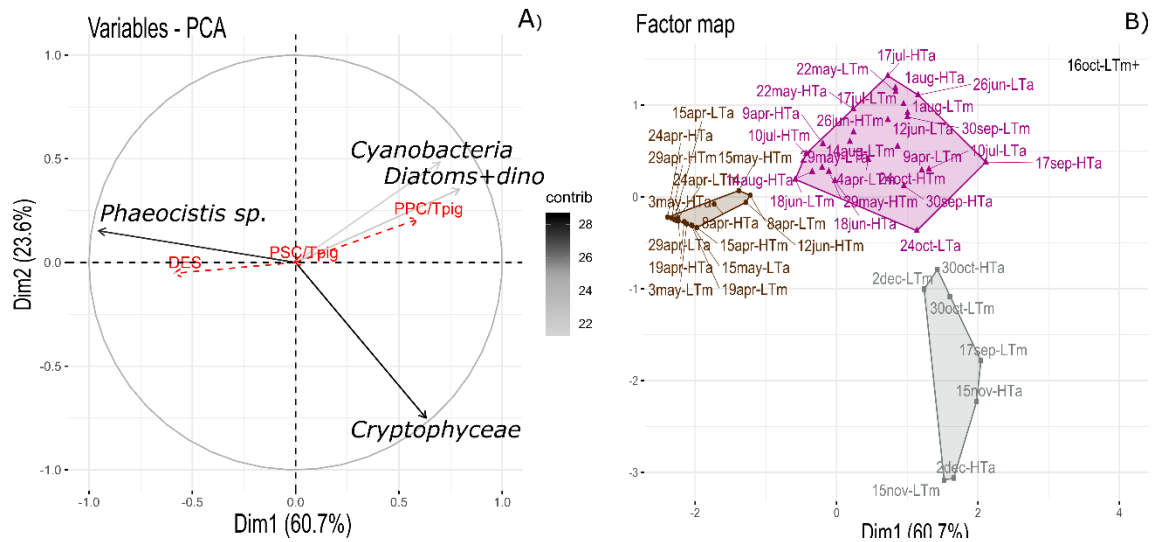 Variables - PCA
A)
1.0
0.5
0.0
-0.5
-1.0
Dim2 (23.6%)
Cyanobacteria
Diatoms+dino
PPC/Tpig
Phaeocistis sp.
PSC/Tpig
DES
Cryptophyceae
-1.0
-0.5
0.0
0.5
1.0
Dim1 (60.7%)
contrib
28
26
24
22
Factor map
B)
17jul-HTa
16oct-LTm+
22may-LTm
1aug-HTa
26jun-LTa
22may-HTa
17jul-LTm
1aug-LTm
1
9apr-HTa
15apr-LTa
26jun-HTm
12jun-LTa
30sep-LTm
24apr-HTa
10jul-HTm
14aug-LTm
10jul-LTa
29apr-HTm
15may-HTm
29may-LTa
9apr-LTm
17sep-HTa
24apr-LTm
14aug-HTa
4apr-LTm
24oct-HTm
0
3may-HTa
18jun-LTm
29may-HTm
30sep-HTa
8apr-HTa
8apr-LTm
18jun-HTa
29apr-LTa
15apr-HTm
12jun-HTm
24oct-LTa
19apr-HTa
15may-LTa
2dec-LTm
30oct-HTa
3may-LTm
19apr-LTm
-1
30oct-LTm
17sep-LTm
-2
15nov-HTa
2dec-HTa
-3
15nov-LTm
-2
0
2
4
Dim1 (60.7%)